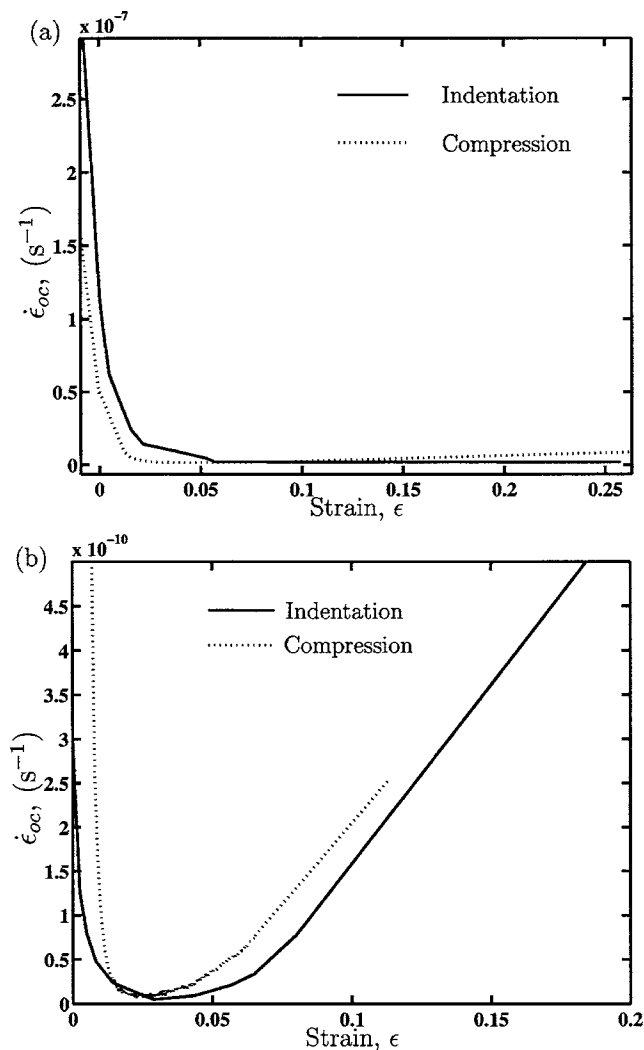 (a)
x 10⁻⁷
2.5
2
1.5
1
0.5
0
ε̇oc, (s⁻¹)
Indentation
Compression
0 0.05 0.1 0.15 0.2 0.25
Strain, ϵ
(b)
x 10⁻¹⁰
4.5
4
3.5
3
2.5
2
1.5
1
0.5
0
ε̇oc, (s⁻¹)
Indentation
Compression
0 0.05 0.1 0.15 0.2
Strain, ϵ